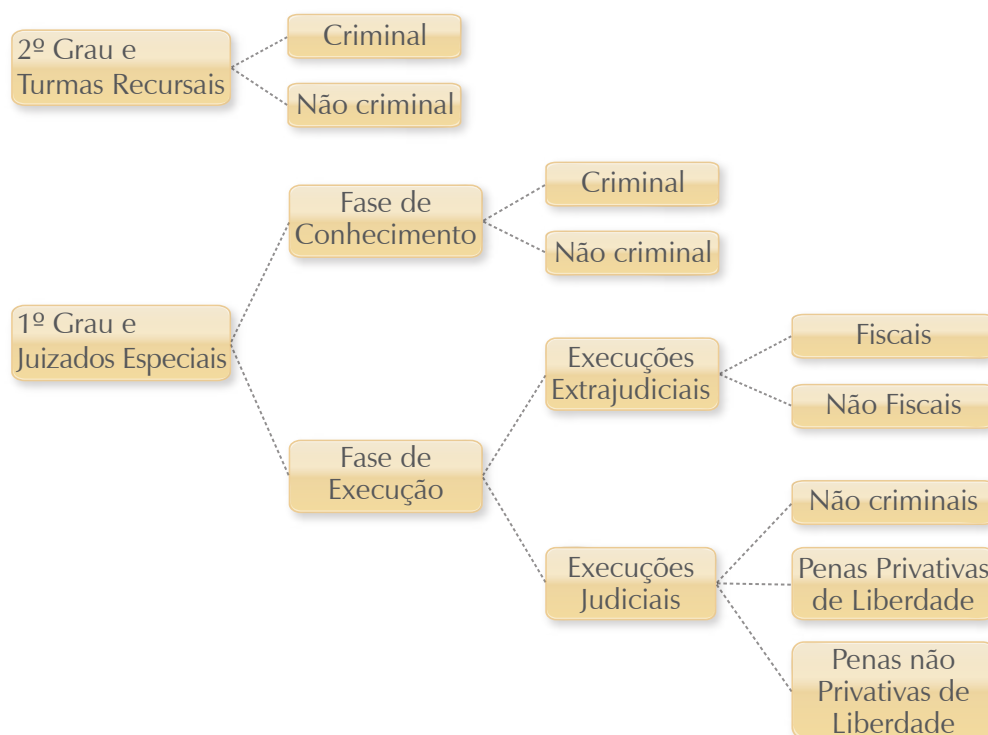 2º Grau e
Turmas Recursais
Criminal
Não criminal
1º Grau e
Juizados Especiais
Fase de
Conhecimento
Criminal
Não criminal
Fase de
Execução
Execuções
Extrajudiciais
Fiscais
Não Fiscais
Execuções
Judiciais
Não criminais
Penas Privativas
de Liberdade
Penas não
Privativas de
Liberdade